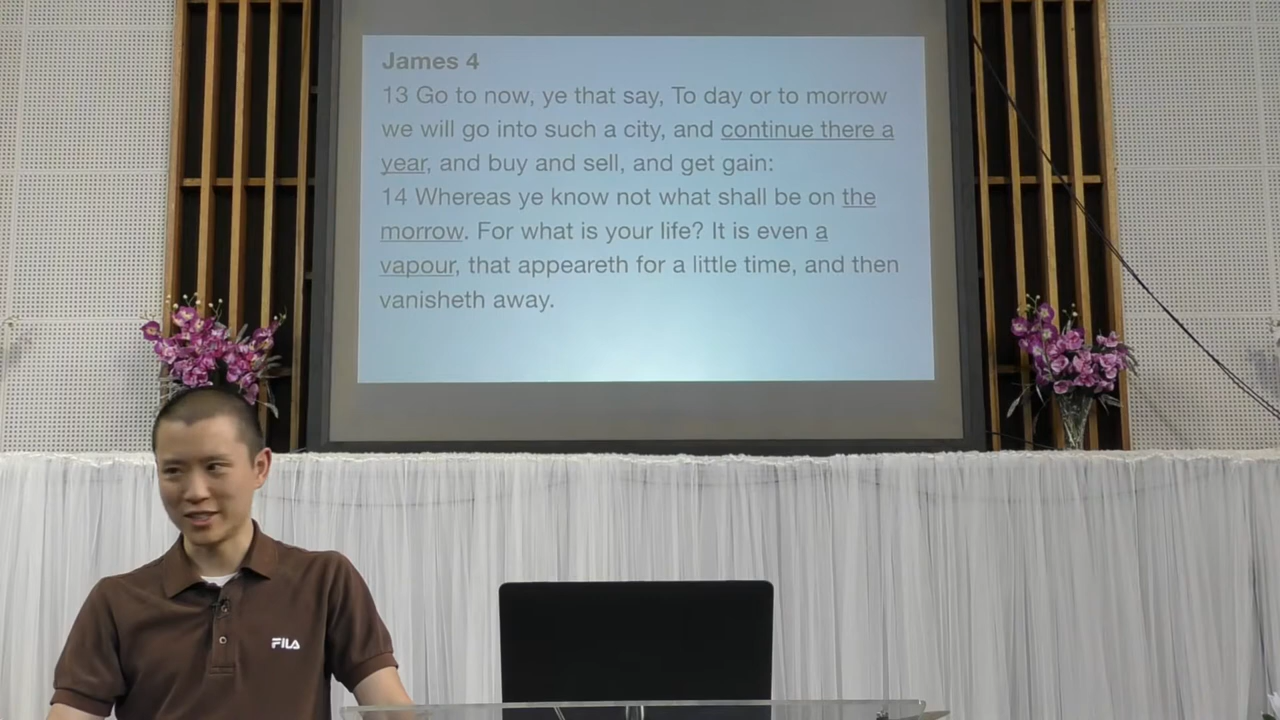 James 4
13 Go to now, ye that say, To day or to morrow
we will go into such a city, and continue there a
year, and buy and sell, and get gain:
14 Whereas ye know not what shall be on the
morrow. For what is your life? It is even a
vapour, that appeareth for a little time, and then
vanisheth away.
FILA